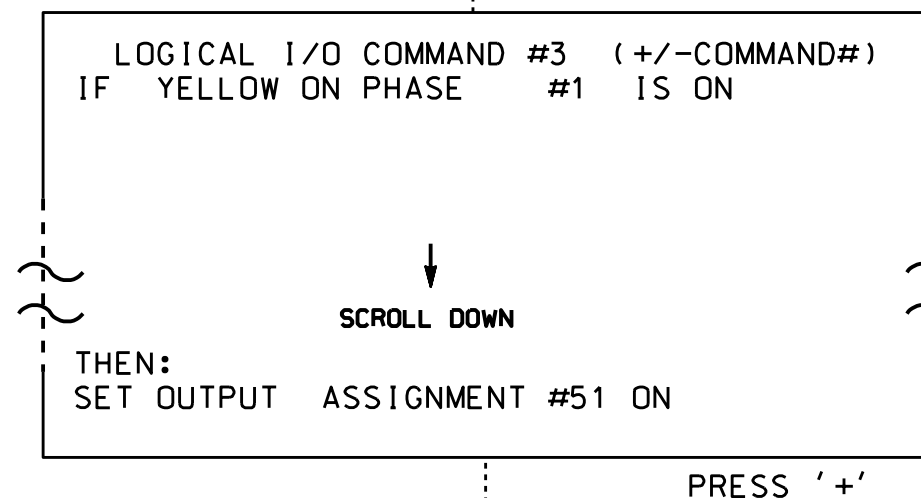 LOGICAL I/O COMMAND #3 (+/-COMMAND#)
IF YELLOW ON PHASE #1 IS ON
SCROLL DOWN
THEN:
SET OUTPUT ASSIGNMENT #51 ON
PRESS '+'